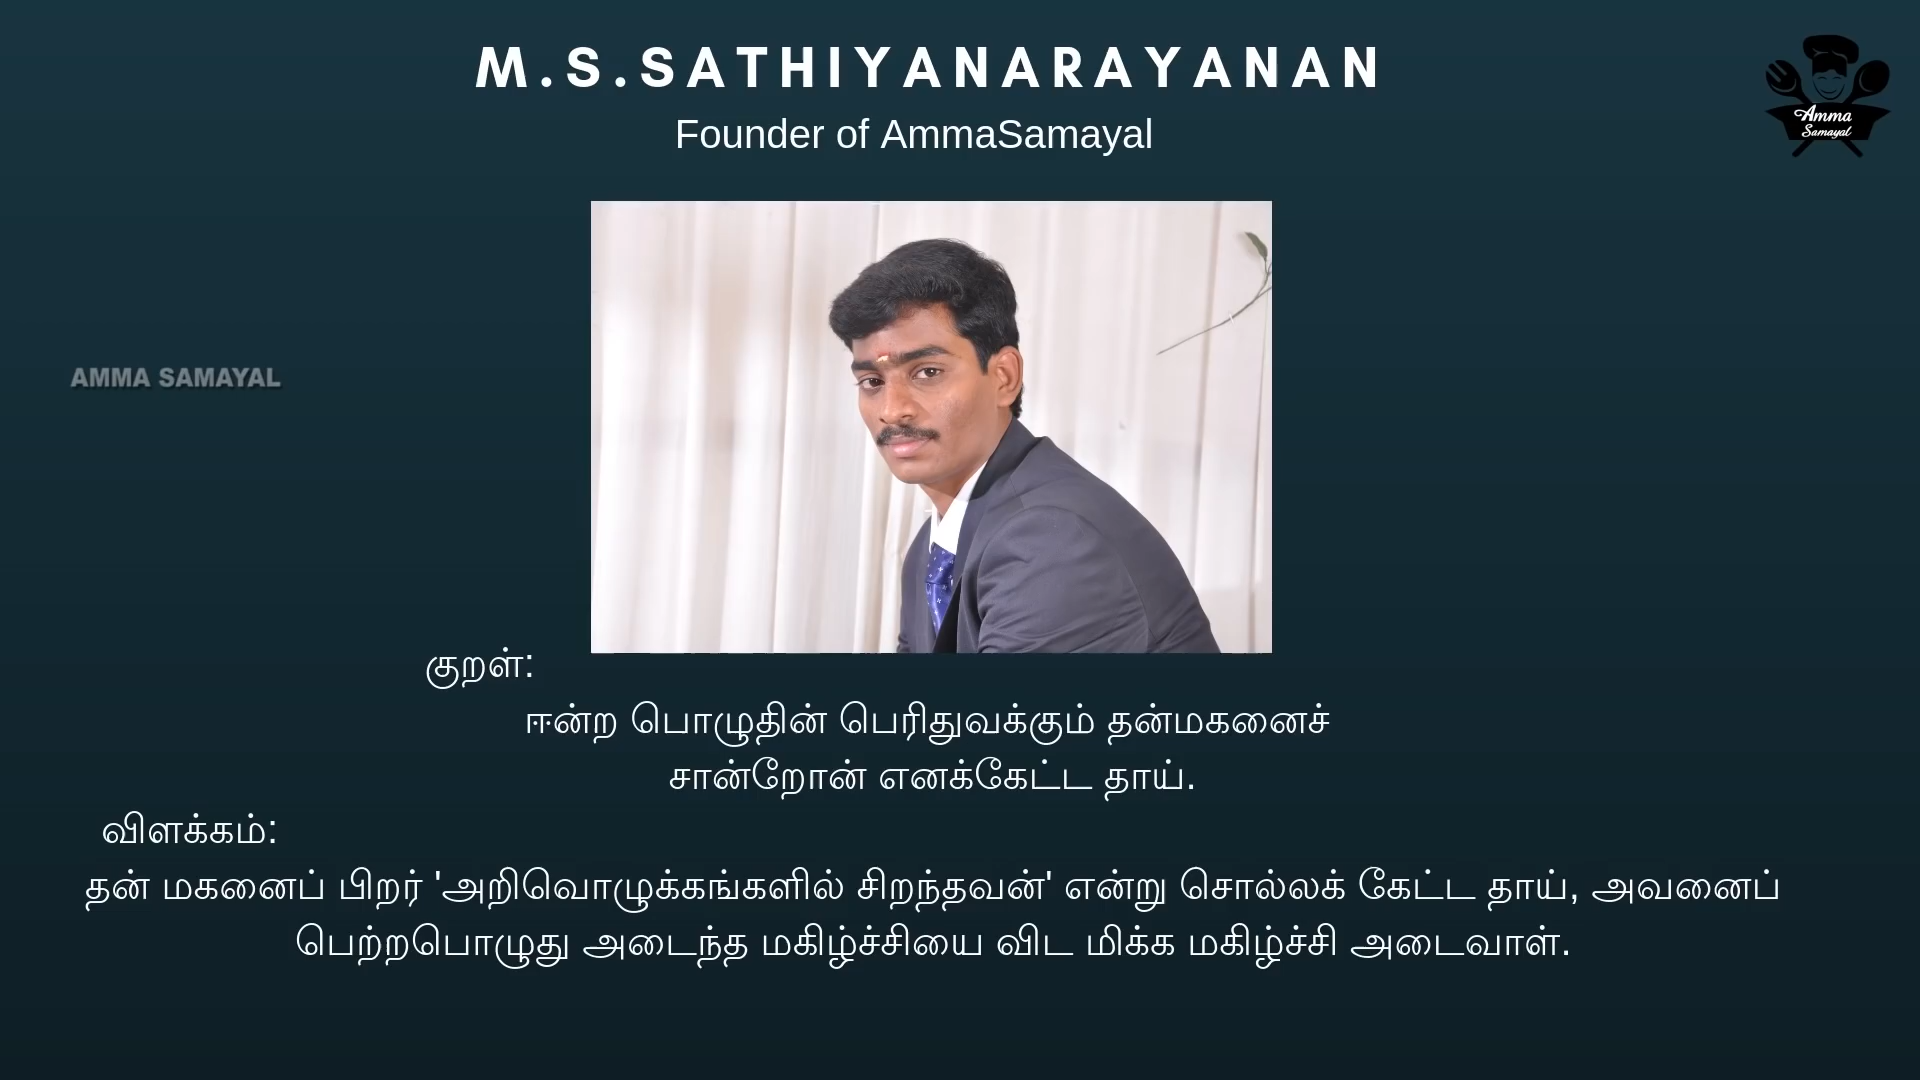 M.S.SATHIYANARAYANAN
Founder of AmmaSamayal
Amma
Samayal
AMMA SAMAYAL
குறள்:
ஈன்ற பொழுதின் பெரிதுவக்கும் தன்மகனைச்
சான்றோன் எனக்கேட்ட தாய்.
விளக்கம்:
தன் மகனைப் பிறர் 'அறிவொழுக்கங்களில் சிறந்தவன்' என்று சொல்லக் கேட்ட தாய், அவனைப்
பெற்றபொழுது அடைந்த மகிழ்ச்சியை விட மிக்க மகிழ்ச்சி அடைவாள்.